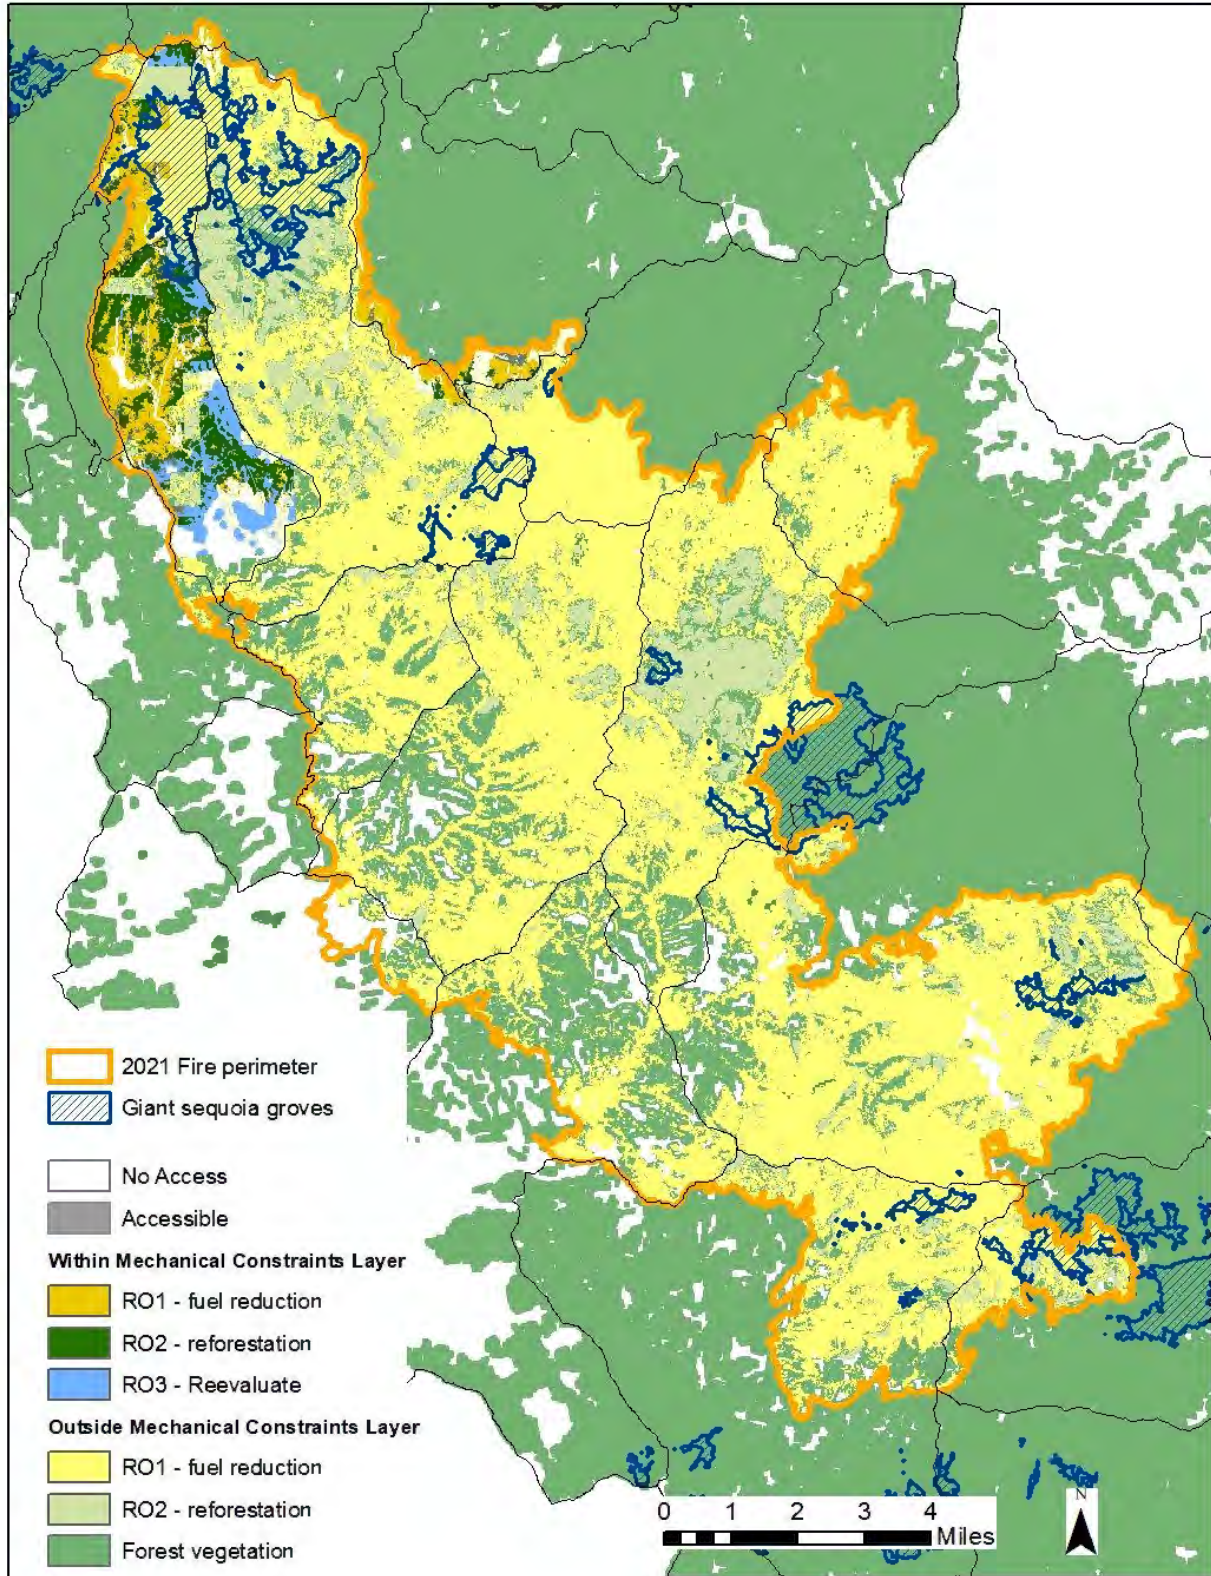 2021 Fire perimeter
Giant sequoia groves
No Access
Accessible
Within Mechanical Constraints Layer
RO1 - fuel reduction
RO2 - reforestation
RO3 - Reevaluate
Outside Mechanical Constraints Layer
RO1 - fuel reduction
RO2 - reforestation
Forest vegetation
0 1 2 3 4
Miles
N